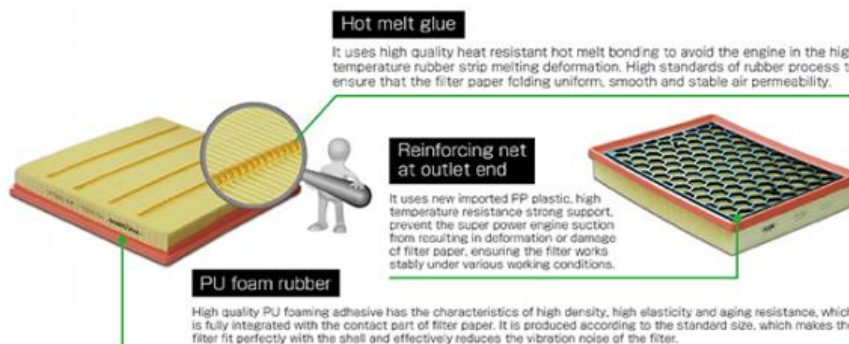 Hot melt glue
It uses high quality heat resistant hot melt bonding to avoid the engine in the hig
temperature rubber strip melting deformation. High standards of rubber process t
ensure that the filter paper folding uniform, smooth and stable air permeability.
Reinforcing net
at outlet end
It uses new imported PP plastic, high
temperature resistance strong support,
prevent the super power engine suction
from resulting in deformation or damage
of filter paper, ensuring the filter works
stably under various working conditions.
PU foam rubber
High quality PU foaming adhesive has the characteristics of high density, high elasticity and aging resistance, which
is fully integrated with the contact part of filter paper. It is produced according to the standard size, which makes the
filter fit perfectly with the shell and effectively reduces the vibration noise of the filter.